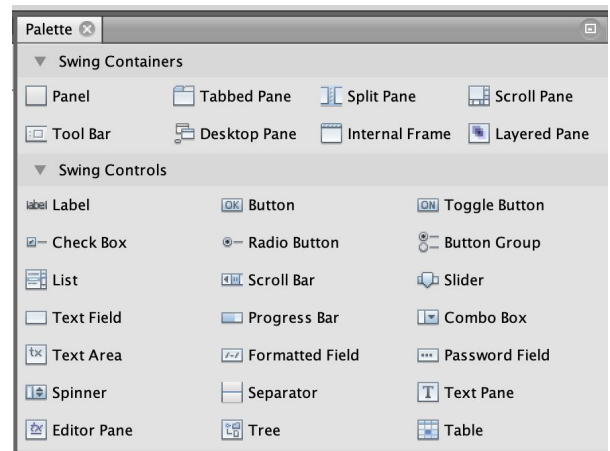 Palette
Swing Containers
Panel Tabbed Pane Split Pane Scroll Pane
Tool Bar Desktop Pane Internal Frame Layered Pane
Swing Controls
label Label OK Button ON Toggle Button
Check Box Radio Button Button Group
List Scroll Bar Slider
Text Field Progress Bar Combo Box
tx Text Area /-/ Formatted Field Password Field
Spinner Separator T Text Pane
tx Editor Pane Tree Table